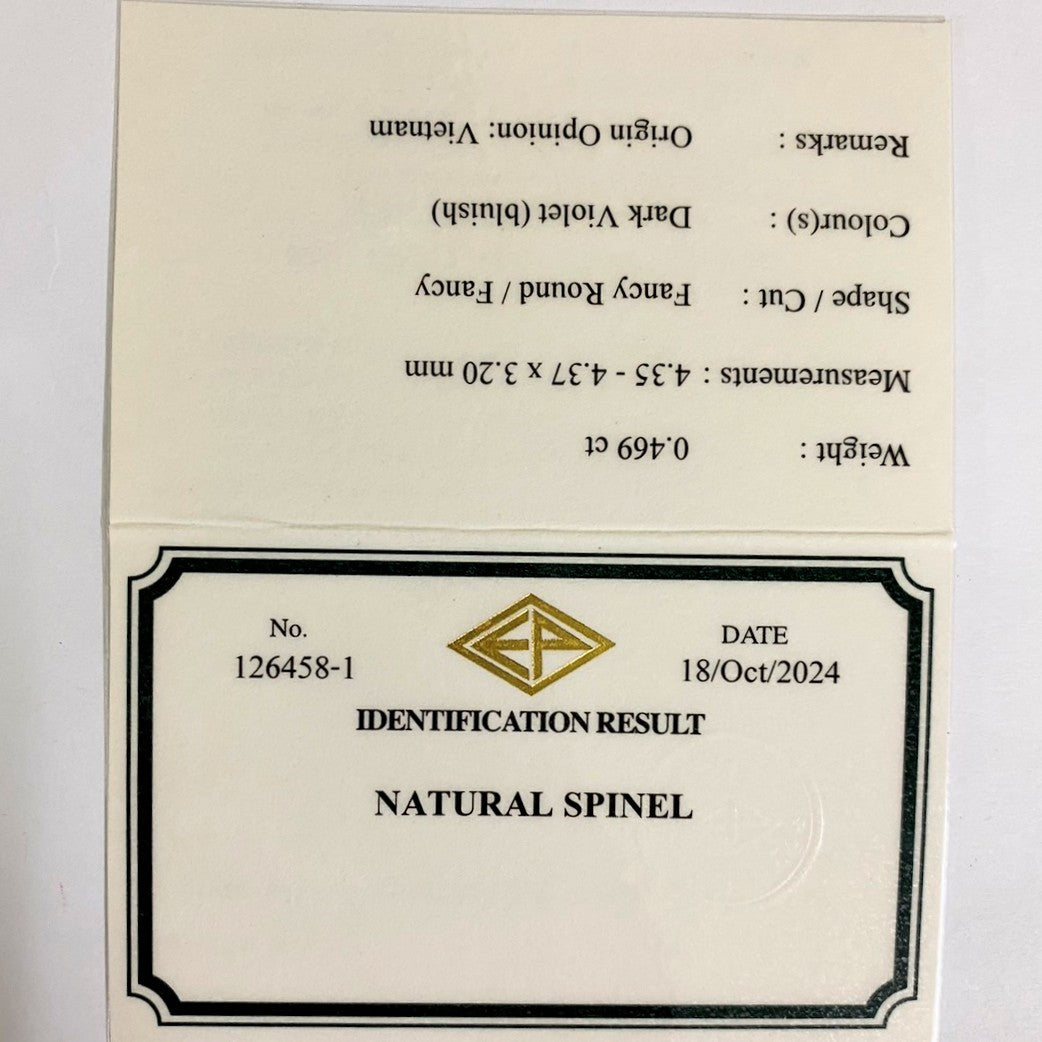 Weight : 0.469 ct
Measurements : 4.35 - 4.37 x 3.20 mm
Shape / Cut : Fancy Round / Fancy
Colour(s) : Dark Violet (bluish)
Remarks : Origin Opinion: Vietnam
EP
No. DATE
126458-1 18/Oct/2024
IDENTIFICATION RESULT
NATURAL SPINEL